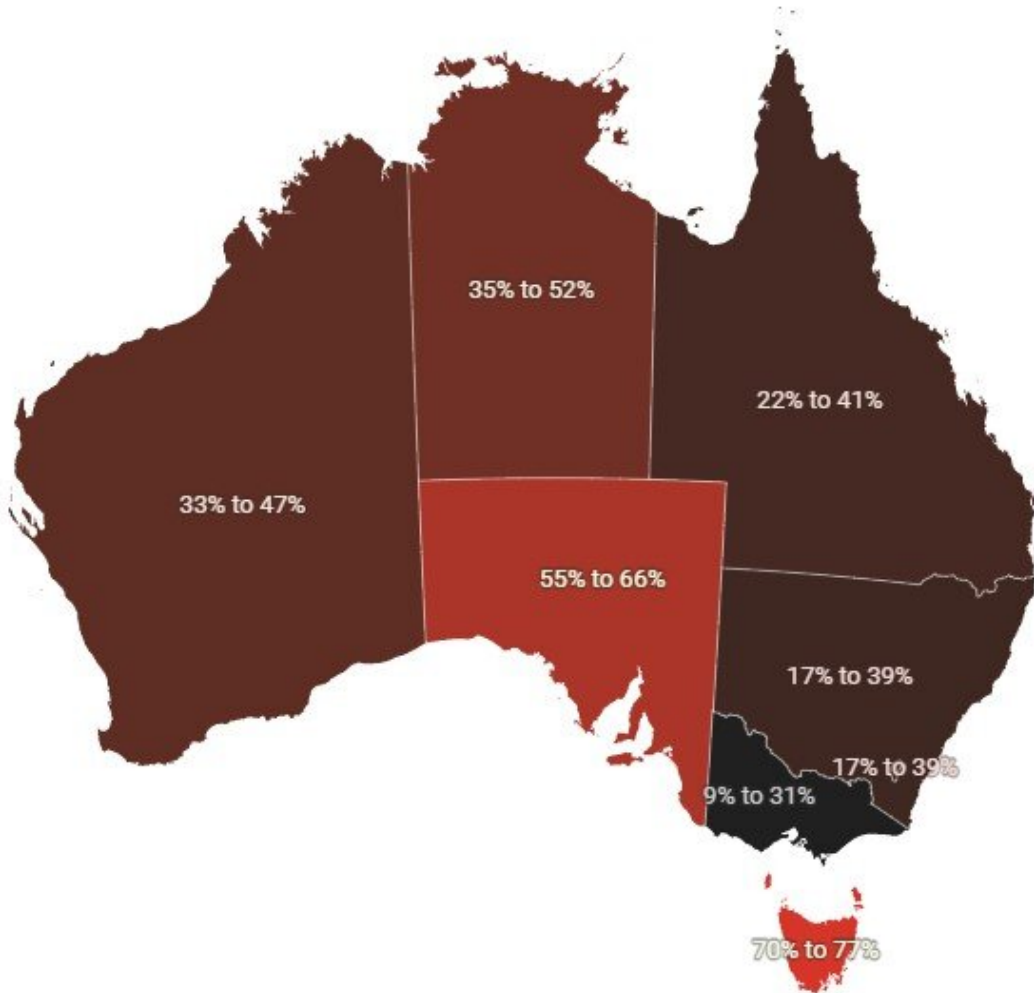 35% to 52%
22% to 41%
33% to 47%
55% to 66%
17% to 39%
17% to 39%
9% to 31%
70% to 77%